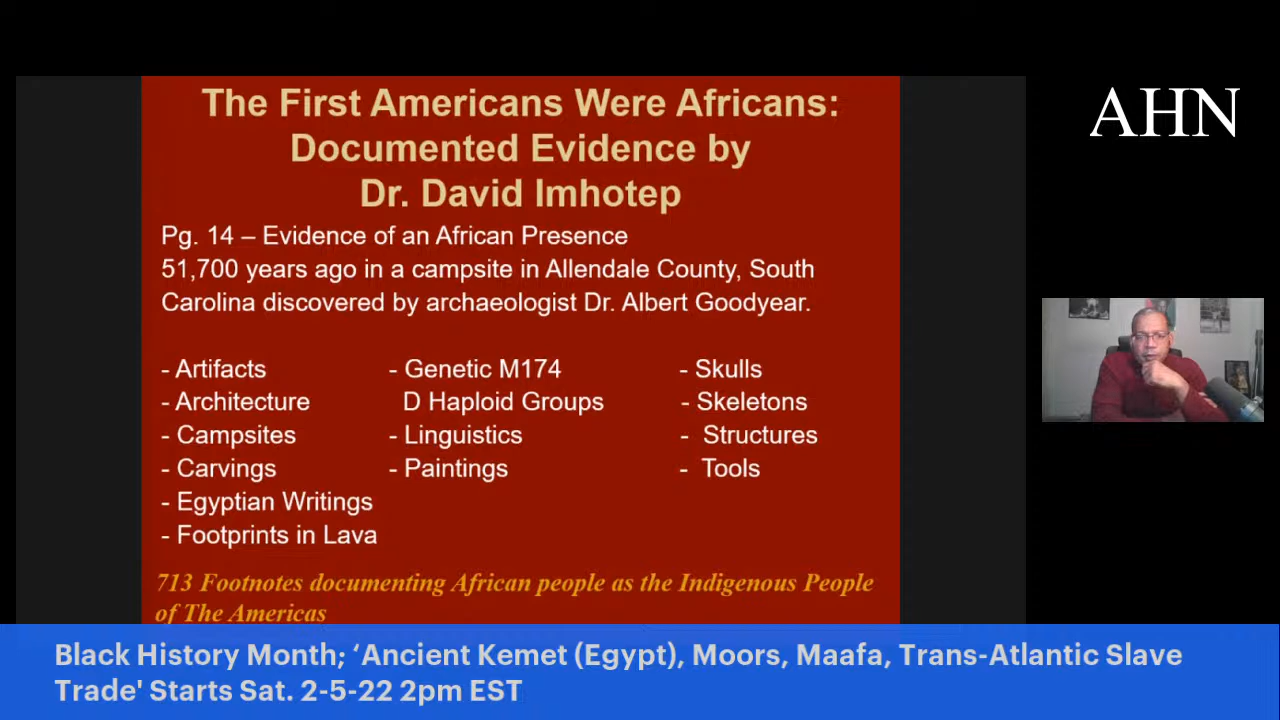 The First Americans Were Africans:
Documented Evidence by
Dr. David Imhotep
Pg. 14 – Evidence of an African Presence
51,700 years ago in a campsite in Allendale County, South
Carolina discovered by archaeologist Dr. Albert Goodyear.
- Artifacts
- Architecture
- Campsites
- Carvings
- Egyptian Writings
- Footprints in Lava
- Genetic M174
D Haploid Groups
- Linguistics
- Paintings
- Skulls
- Skeletons
- Structures
- Tools
713 Footnotes documenting African people as the Indigenous People
of The Americas
AHN
Black History Month; ‘Ancient Kemet (Egypt), Moors, Maafa, Trans-Atlantic Slave
Trade' Starts Sat. 2-5-22 2pm EST